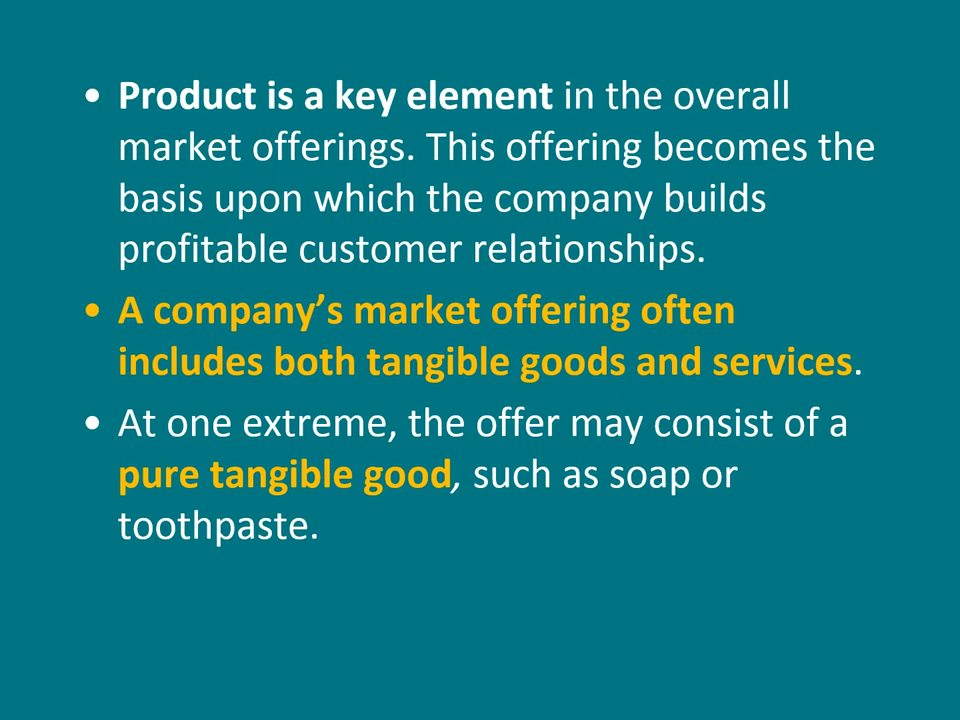 • Product is a key element in the overall
market offerings. This offering becomes the
basis upon which the company builds
profitable customer relationships.
• A company’s market offering often
includes both tangible goods and services.
• At one extreme, the offer may consist of a
pure tangible good, such as soap or
toothpaste.